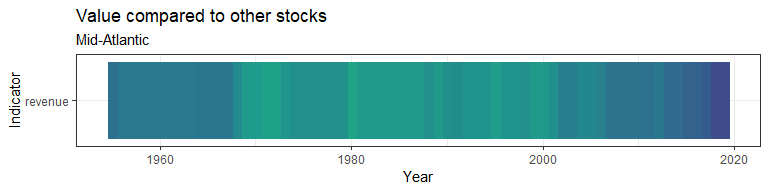 Value compared to other stocks
Mid-Atlantic
Indicator
revenue
1960
1980
2000
2020
Year